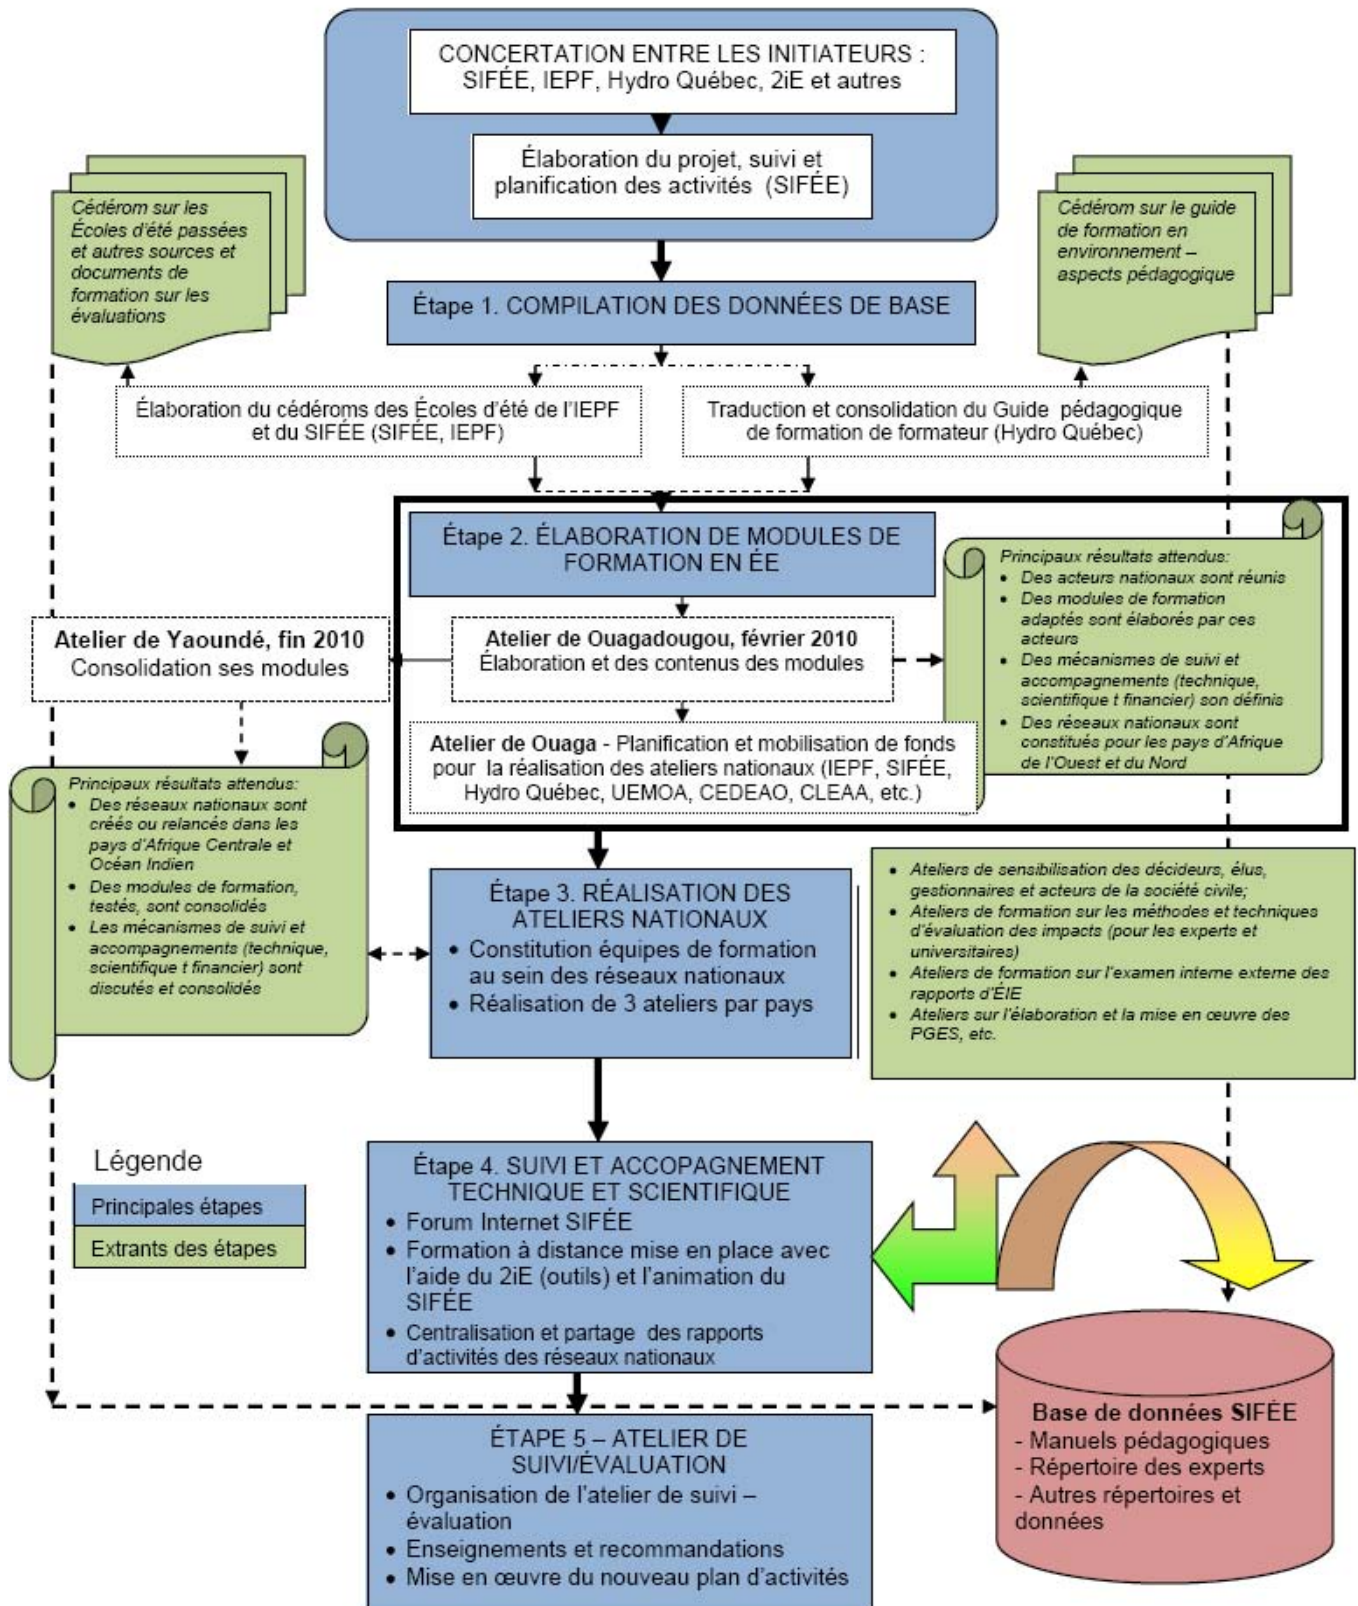 CONCERTATION ENTRE LES INITIATEURS :
SIFÉE, IEPF, Hydro Québec, 2iE et autres
Élaboration du projet, suivi et
planification des activités (SIFÉE)
Cédérom sur les
Écoles d'été passées
et autres sources et
documents de
formation sur les
évaluations
Cédérom sur le guide
de formation en
environnement –
aspects pédagogique
Étape 1. COMPILATION DES DONNÉES DE BASE
Élaboration du cédéroms des Écoles d'été de l'IEPF
et du SIFÉE (SIFÉE, IEPF)
Traduction et consolidation du Guide pédagogique
de formation de formateur (Hydro Québec)
Étape 2. ÉLABORATION DE MODULES DE
FORMATION EN ÉE
Principaux résultats attendus:
• Des acteurs nationaux sont réunis
• Des modules de formation
adaptés sont élaborés par ces
acteurs
• Des mécanismes de suivi et
accompagnements (technique,
scientifique t financier) son définis
• Des réseaux nationaux sont
constitués pour les pays d'Afrique
de l'Ouest et du Nord
Atelier de Yaoundé, fin 2010
Consolidation ses modules
Atelier de Ouagadougou, février 2010
Élaboration et des contenus des modules
Atelier de Ouaga - Planification et mobilisation de fonds
pour la réalisation des ateliers nationaux (IEPF, SIFÉE,
Hydro Québec, UEMOA, CEDEAO, CLEAA, etc.)
Principaux résultats attendus:
• Des réseaux nationaux sont
créés ou relancés dans les
pays d'Afrique Centrale et
Océan Indien
• Des modules de formation,
testés, sont consolidés
• Les mécanismes de suivi et
accompagnements (technique,
scientifique t financier) sont
discutés et consolidés
Étape 3. RÉALISATION DES
ATELIERS NATIONAUX
• Constitution équipes de formation
au sein des réseaux nationaux
• Réalisation de 3 ateliers par pays
• Ateliers de sensibilisation des décideurs, élus,
gestionnaires et acteurs de la société civile;
• Ateliers de formation sur les méthodes et techniques
d'évaluation des impacts (pour les experts et
universitaires)
• Ateliers de formation sur l'examen interne externe des
rapports d'ÉIE
• Ateliers sur l'élaboration et la mise en œuvre des
PGES, etc.
Légende
Principales étapes
Extrants des étapes
Étape 4. SUIVI ET ACCOPAGNEMENT
TECHNIQUE ET SCIENTIFIQUE
• Forum Internet SIFÉE
• Formation à distance mise en place avec
l'aide du 2iE (outils) et l'animation du
SIFÉE
• Centralisation et partage des rapports
d'activités des réseaux nationaux
ÉTAPE 5 – ATELIER DE
SUIVI/ÉVALUATION
• Organisation de l'atelier de suivi –
évaluation
• Enseignements et recommandations
• Mise en œuvre du nouveau plan d'activités
Base de données SIFÉE
- Manuels pédagogiques
- Répertoire des experts
- Autres répertoires et
données